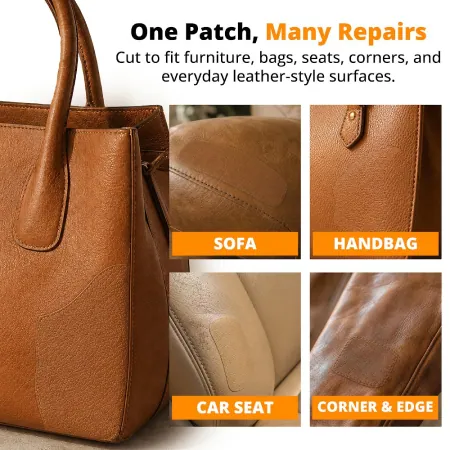 One Patch, Many Repairs
Cut to fit furniture, bags, seats, corners, and
everyday leather-style surfaces.
SOFA
HANDBAG
CAR SEAT
CORNER & EDGE